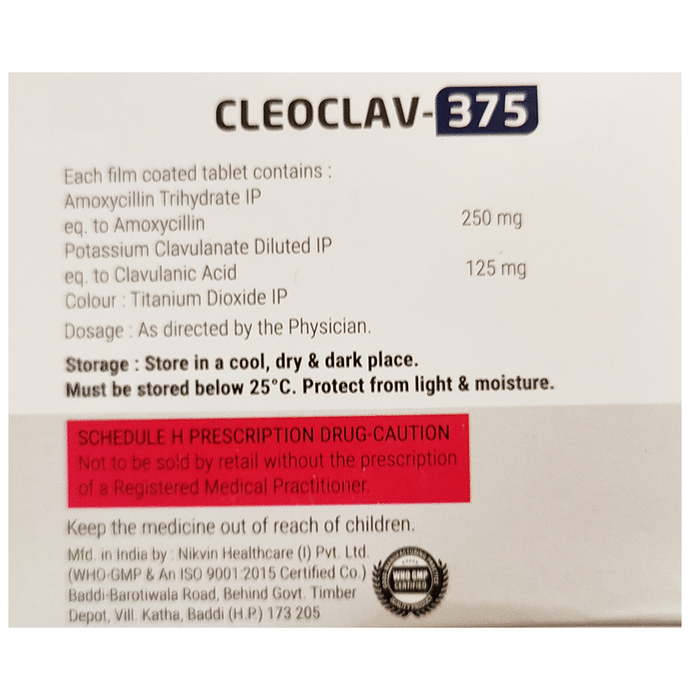 CLEOCLAV-375
Each film coated tablet contains :
Amoxycillin Trihydrate IP
eq. to Amoxycillin 250 mg
Potassium Clavulanate Diluted IP
eq. to Clavulanic Acid 125 mg
Colour : Titanium Dioxide IP
Dosage : As directed by the Physician.
Storage : Store in a cool, dry & dark place.
Must be stored below 25°C. Protect from light & moisture.
SCHEDULE H PRESCRIPTION DRUG-CAUTION
Not to be sold by retail without the prescription
of a Registered Medical Practitioner.
Keep the medicine out of reach of children.
Mfd. in India by : Nikvin Healthcare (I) Pvt. Ltd.
(WHO-GMP & An ISO 9001:2015 Certified Co.)
Baddi-Barotiwala Road, Behind Govt. Timber
Depot, Vill. Katha, Baddi (H.P.) 173 205
WHO GMP
CERTIFIED